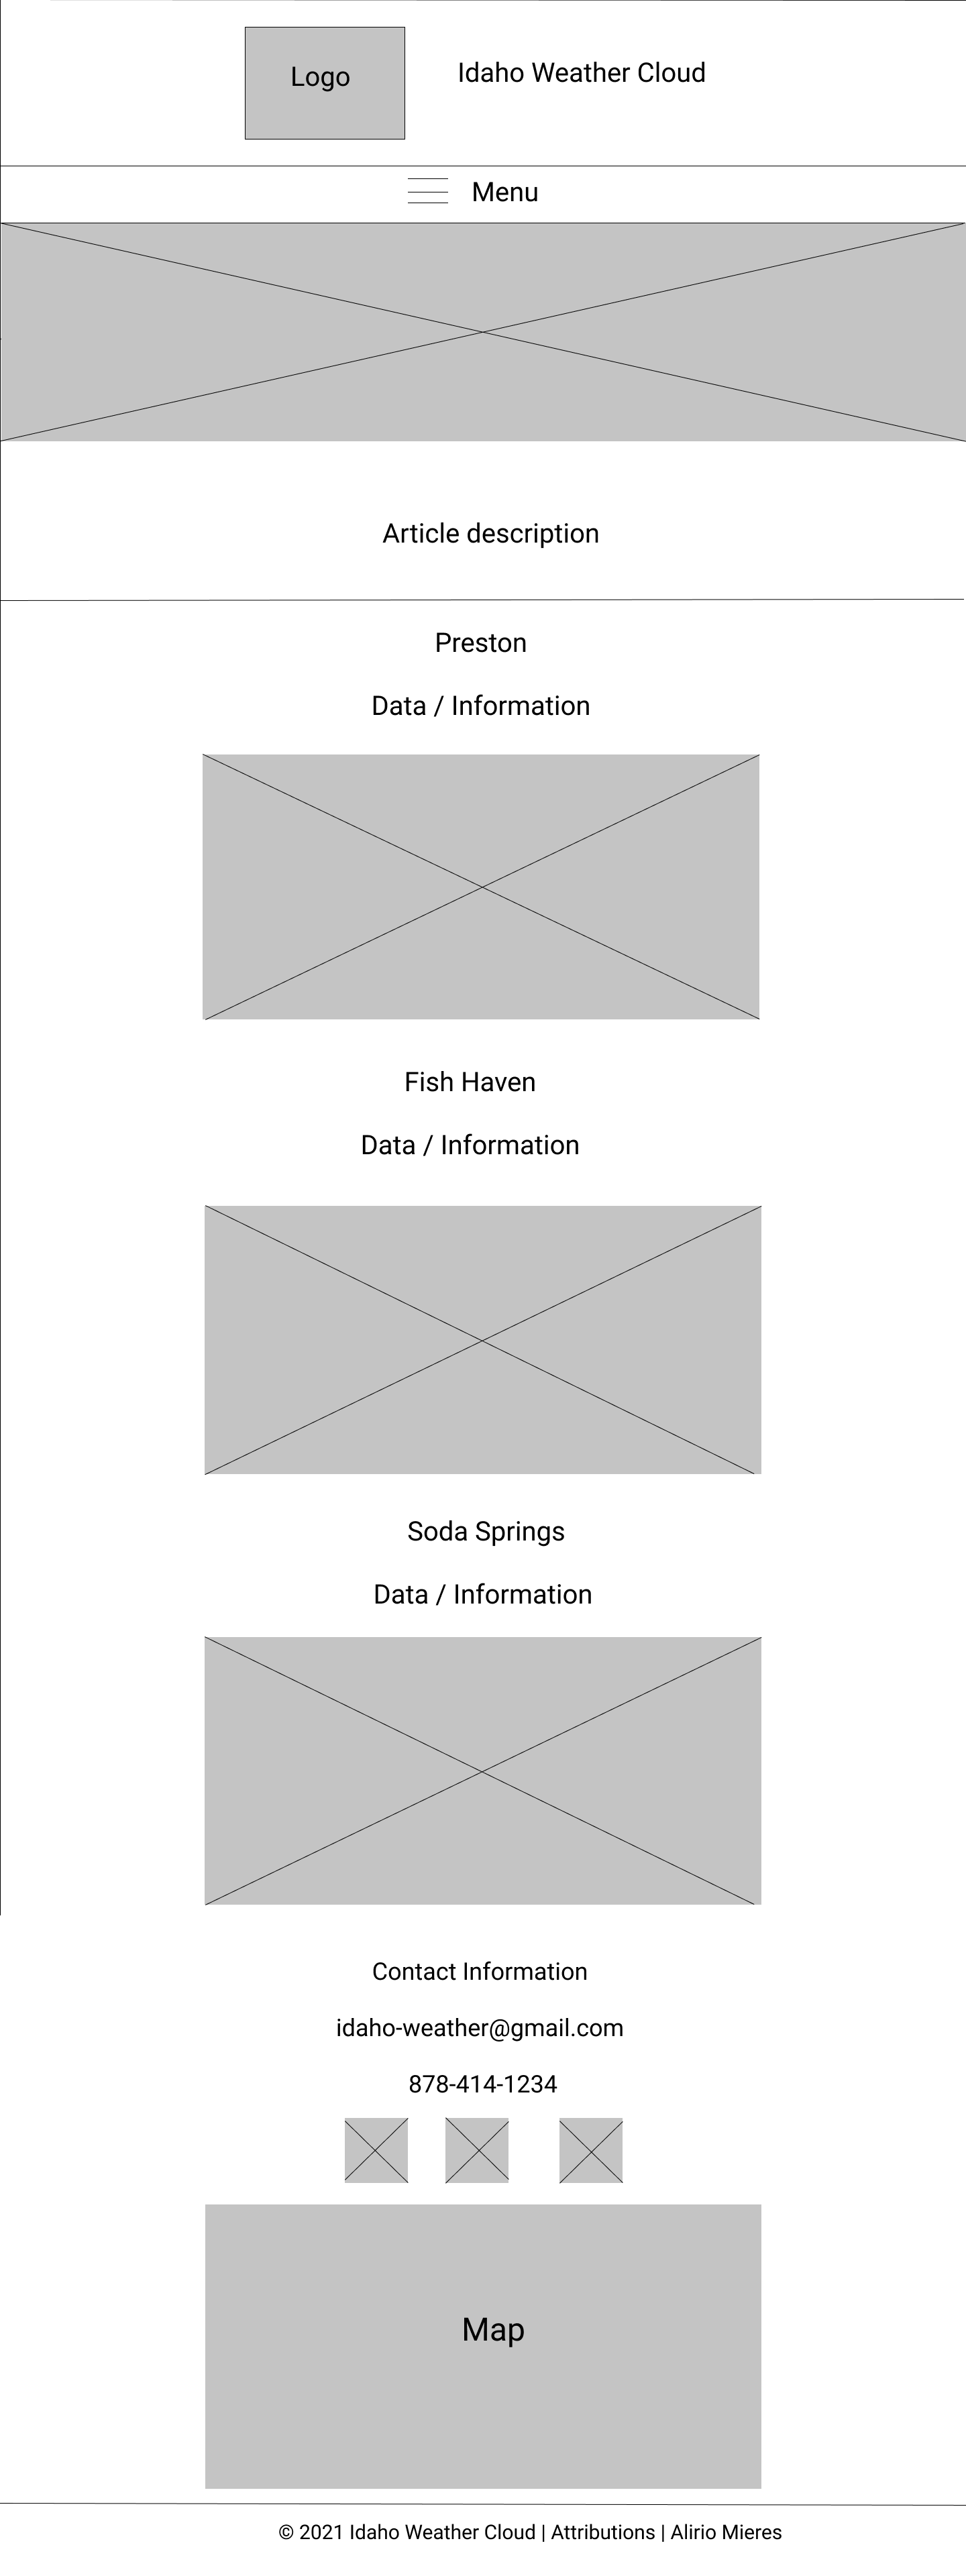 Logo
Idaho Weather Cloud
Menu
Article description
Preston
Data / Information
Fish Haven
Data / Information
Soda Springs
Data / Information
Contact Information
idaho-weather@gmail.com
878-414-1234
Map
© 2021 Idaho Weather Cloud | Attributions | Alirio Mieres